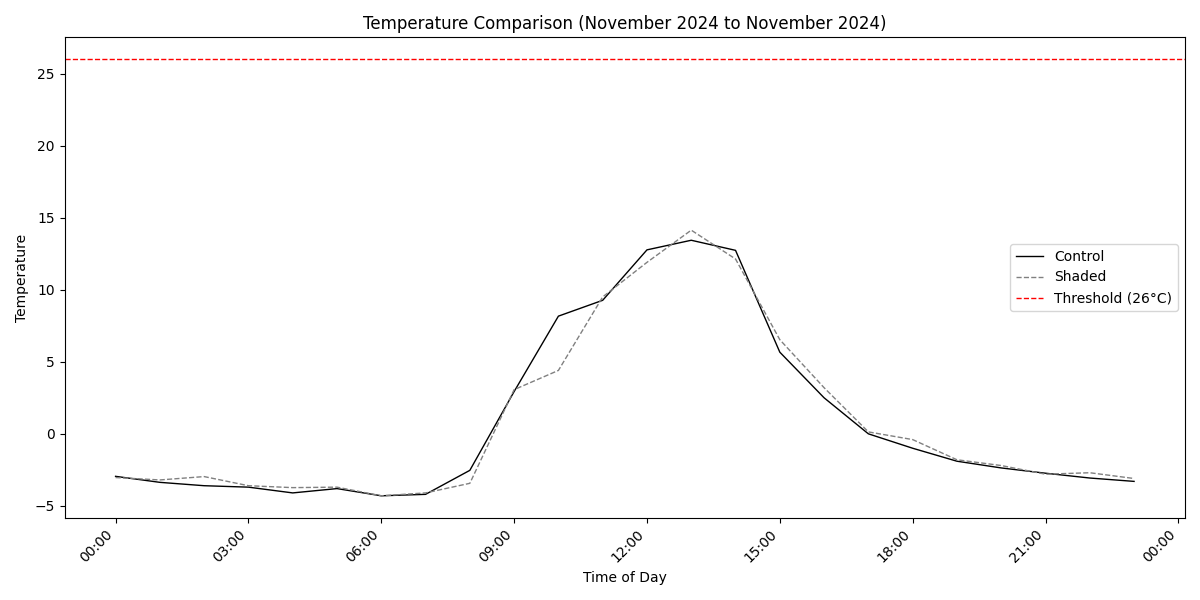 Temperature Comparison (November 2024 to November 2024)
25
20
15
10
5
0
−5
Temperature
Control
Shaded
Threshold (26°C)
00:00
03:00
06:00
09:00
12:00
15:00
18:00
21:00
00:00
Time of Day